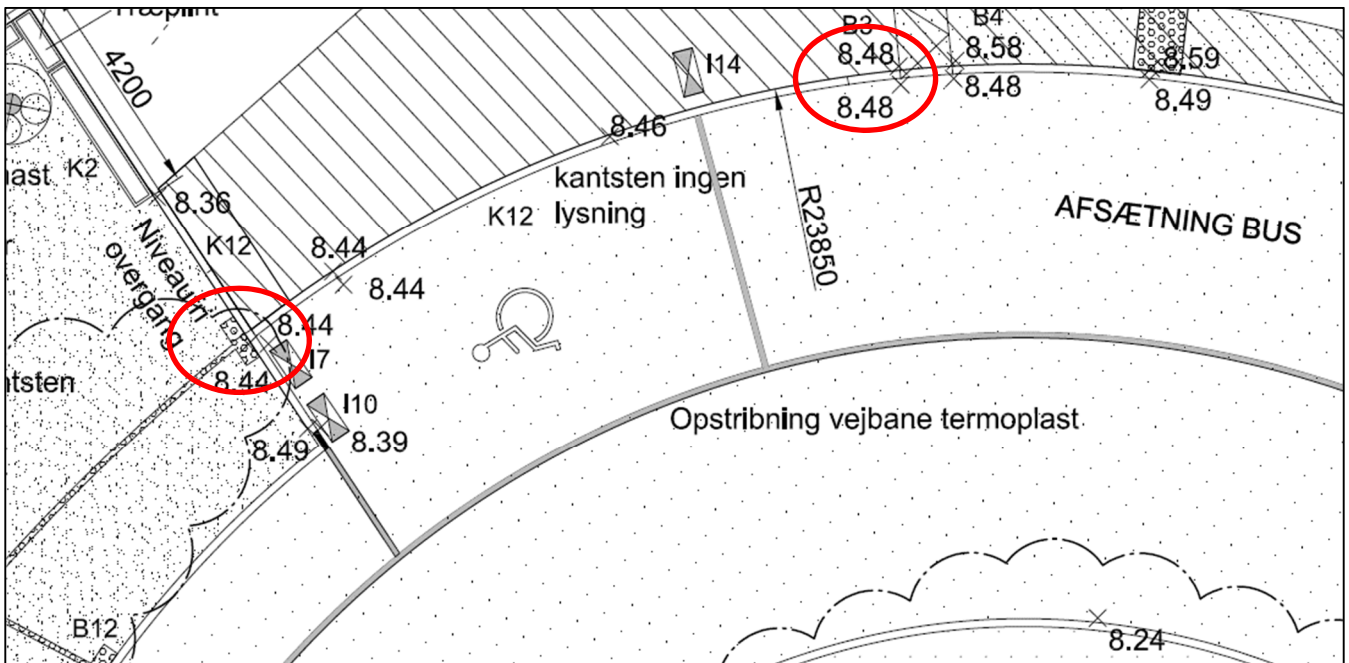 Træplint
B3
B4
8.48
8.58
I14
8.59
4200
8.48
8.48
8.49
8.46
K2
kantsten ingen
8.36
K12
lysning
AFSÆTNING BUS
R23850
Niveaufri
overgang
K12
8.44
8.44
8.44
I7
8.44
I10
Opstribning vejbane termoplast
8.49
8.39
B12
8.24